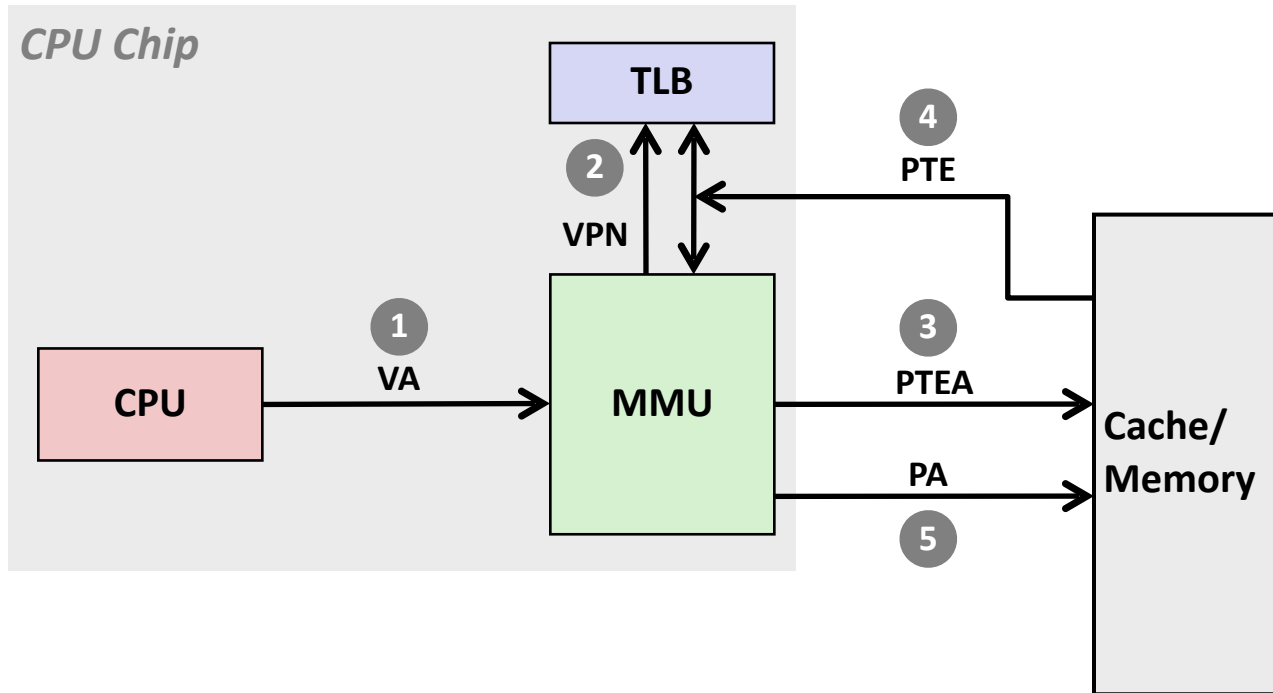 CPU Chip
TLB
4
PTE
2
VPN
1
VA
3
PTEA
CPU
MMU
Cache/
Memory
PA
5